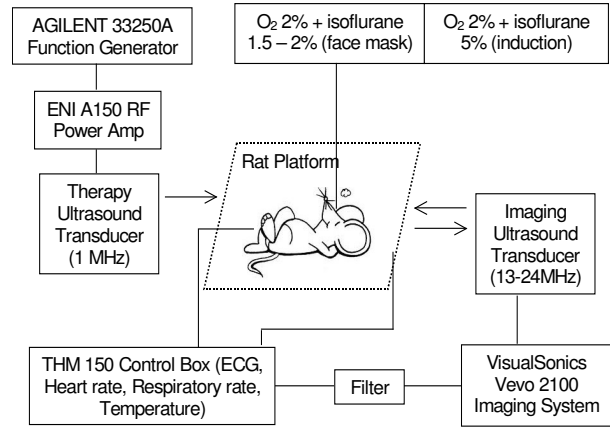 AGILENT 33250A
Function Generator
O₂ 2% + isoflurane
1.5 – 2% (face mask)
O₂ 2% + isoflurane
5% (induction)
ENI A150 RF
Power Amp
Rat Platform
Therapy
Ultrasound
Transducer
(1 MHz)
Imaging
Ultrasound
Transducer
(13-24MHz)
THM 150 Control Box (ECG,
Heart rate, Respiratory rate,
Temperature)
Filter
VisualSonics
Vevo 2100
Imaging System